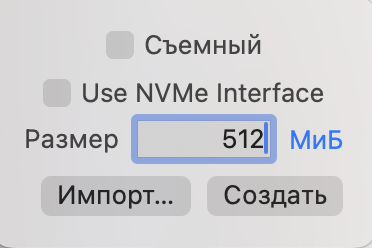 Съемный
Use NVMe Interface
Размер 512 МиБ
Импорт... Создать